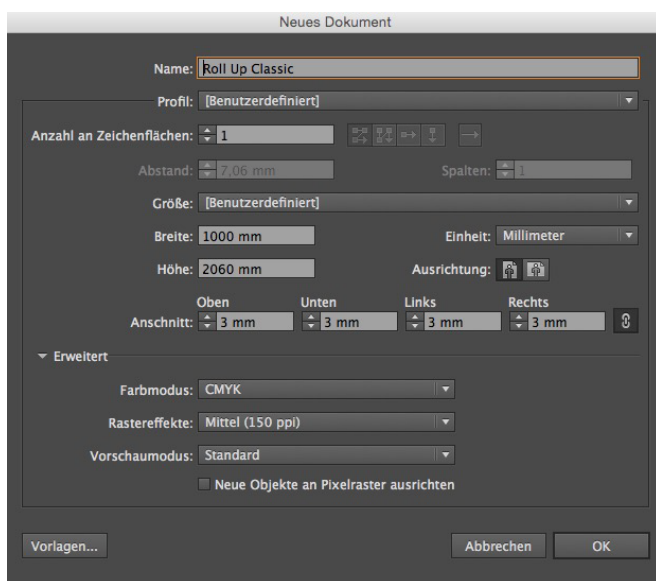 Neues Dokument
Name: Roll Up Classic
Profil: [Benutzerdefiniert]
Anzahl an Zeichenflächen: 1
Abstand: 7,06 mm Spalten: 1
Größe: [Benutzerdefiniert]
Breite: 1000 mm Einheit: Millimeter
Höhe: 2060 mm Ausrichtung:
Oben Unten Links Rechts
Anschnitt: 3 mm 3 mm 3 mm 3 mm
Erweitert
Farbmodus: CMYK
Rastereffekte: Mittel (150 ppi)
Vorschaumodus: Standard
Neue Objekte an Pixelraster ausrichten
Vorlagen... Abbrechen OK